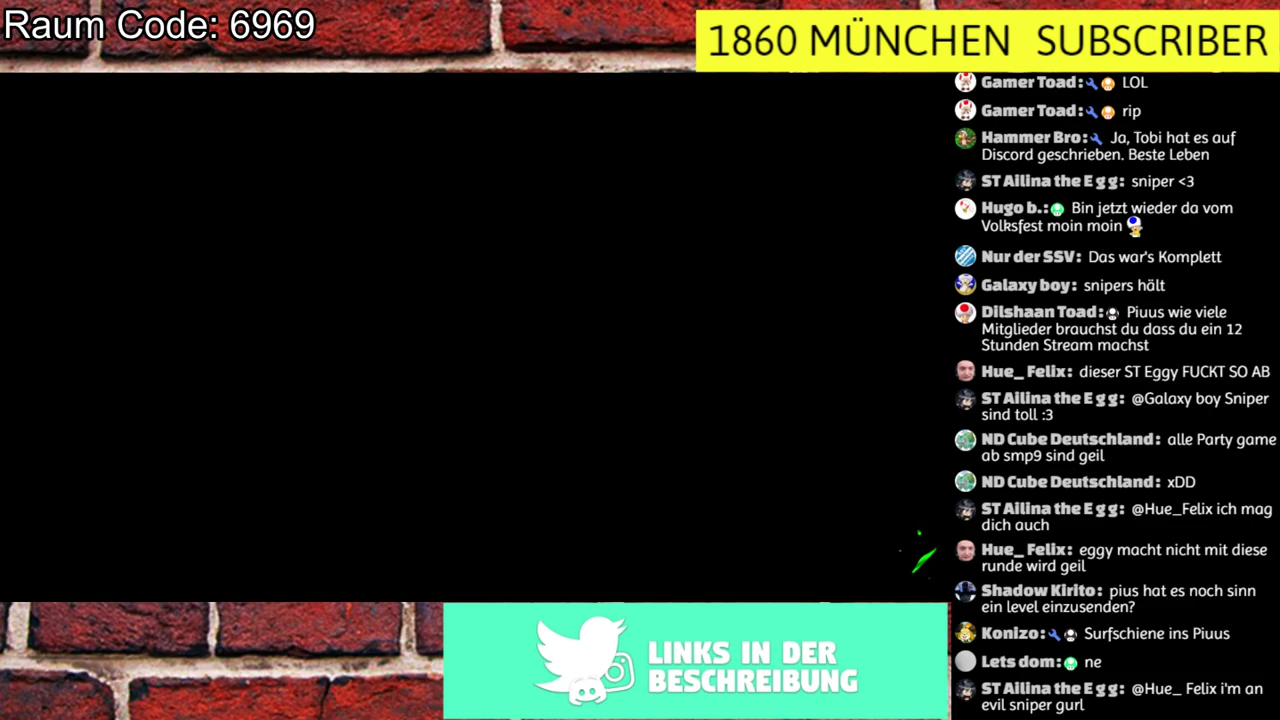 Raum Code: 6969
1860 MÜNCHEN SUBSCRIBER
Gamer Toad: LOL
Gamer Toad: rip
Hammer Bro: Ja, Tobi hat es auf
Discord geschrieben. Beste Leben
ST Ailina the E g g: sniper <3
Hugo b.: Bin jetzt wieder da vom
Volksfest moin moin
Nur der SSV: Das war's Komplett
Galaxy boy: snipers hält
Dilshaan Toad: Piuus wie viele
Mitglieder brauchst du dass du ein 12
Stunden Stream machst
Hue_ Felix: dieser ST Eggy FUCKT SO AB
ST Ailina the E g g: @Galaxy boy Sniper
sind toll :3
ND Cube Deutschland: alle Party game
ab smp9 sind geil
ND Cube Deutschland: xDD
ST Ailina the E g g: @Hue_Felix ich mag
dich auch
Hue_ Felix: eggy macht nicht mit diese
runde wird geil
Shadow Kirito: pius hat es noch sinn
ein level einzusenden?
Konizo: Surfschiene ins Piuus
Lets dom: ne
ST Ailina the E g g: @Hue_ Felix i'm an
evil sniper gurl
LINKS IN DER
BESCHREIBUNG